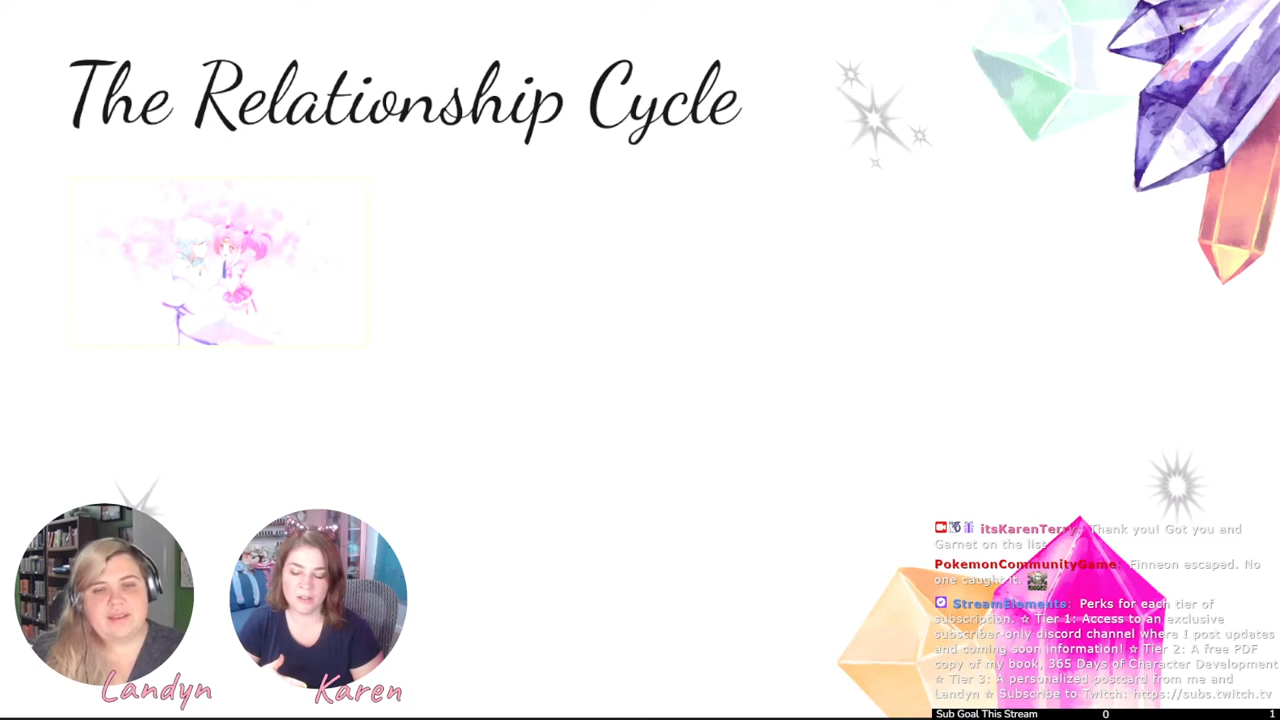 The Relationship Cycle
Landyn
Karen
itsKarenTerry: Thank you! Got you and
Garnet on the list
PokemonCommunityGame: Finneon escaped. No
one caught it.
StreamElements: Perks for each tier of
subscription. ☆ Tier 1: Access to an exclusive
subscriber-only discord channel where I post updates
and coming soon information! ☆ Tier 2: A free PDF
copy of my book, 365 Days of Character Development
☆ Tier 3: A personalized postcard from me and
Landyn ☆ Subscribe to Twitch: https://subs.twitch.tv
Sub Goal This Stream 0 1